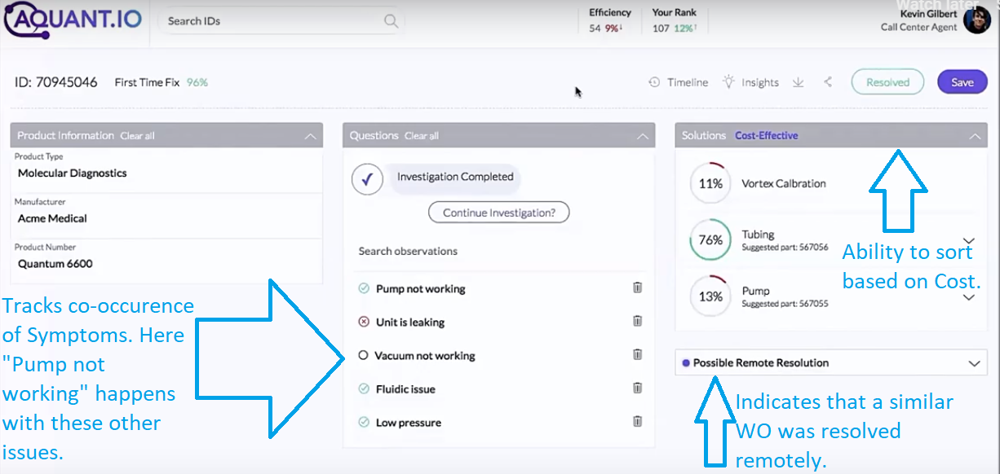 AQUANT.IO
Search IDs
Efficiency
54 9%↓
Your Rank
107 12%↑
Watch later
Kevin Gilbert
Call Center Agent
ID: 70945046
First Time Fix 96%
Timeline
Insights
Resolved
Save
Product Information Clear all
Product Type
Molecular Diagnostics
Manufacturer
Acme Medical
Product Number
Quantum 6600
Tracks co-occurence
of Symptoms. Here
"Pump not
working" happens
with these other
issues.
Questions Clear all
Investigation Completed
Continue Investigation?
Search observations
Pump not working
Unit is leaking
Vacuum not working
Fluidic issue
Low pressure
Solutions Cost-Effective
11% Vortex Calbration
76% Tubing
Suggested part: 567056
13% Pump
Suggested part: 567055
Ability to sort
based on Cost.
Possible Remote Resolution
Indicates that a similar
WO was resolved
remotely.